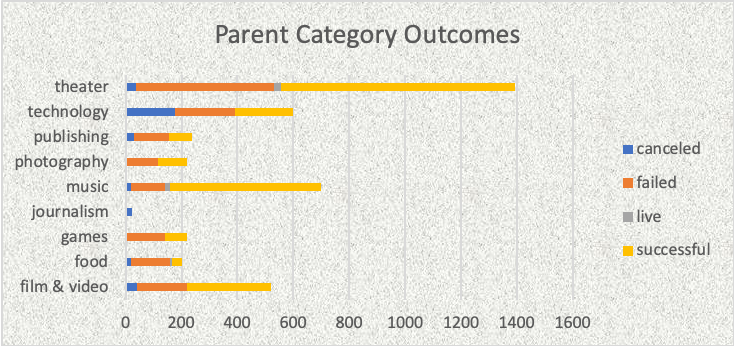 Parent Category Outcomes
theater
technology
publishing
photography
music
journalism
games
food
film & video
0 200 400 600 800 1000 1200 1400 1600
canceled
failed
live
successful